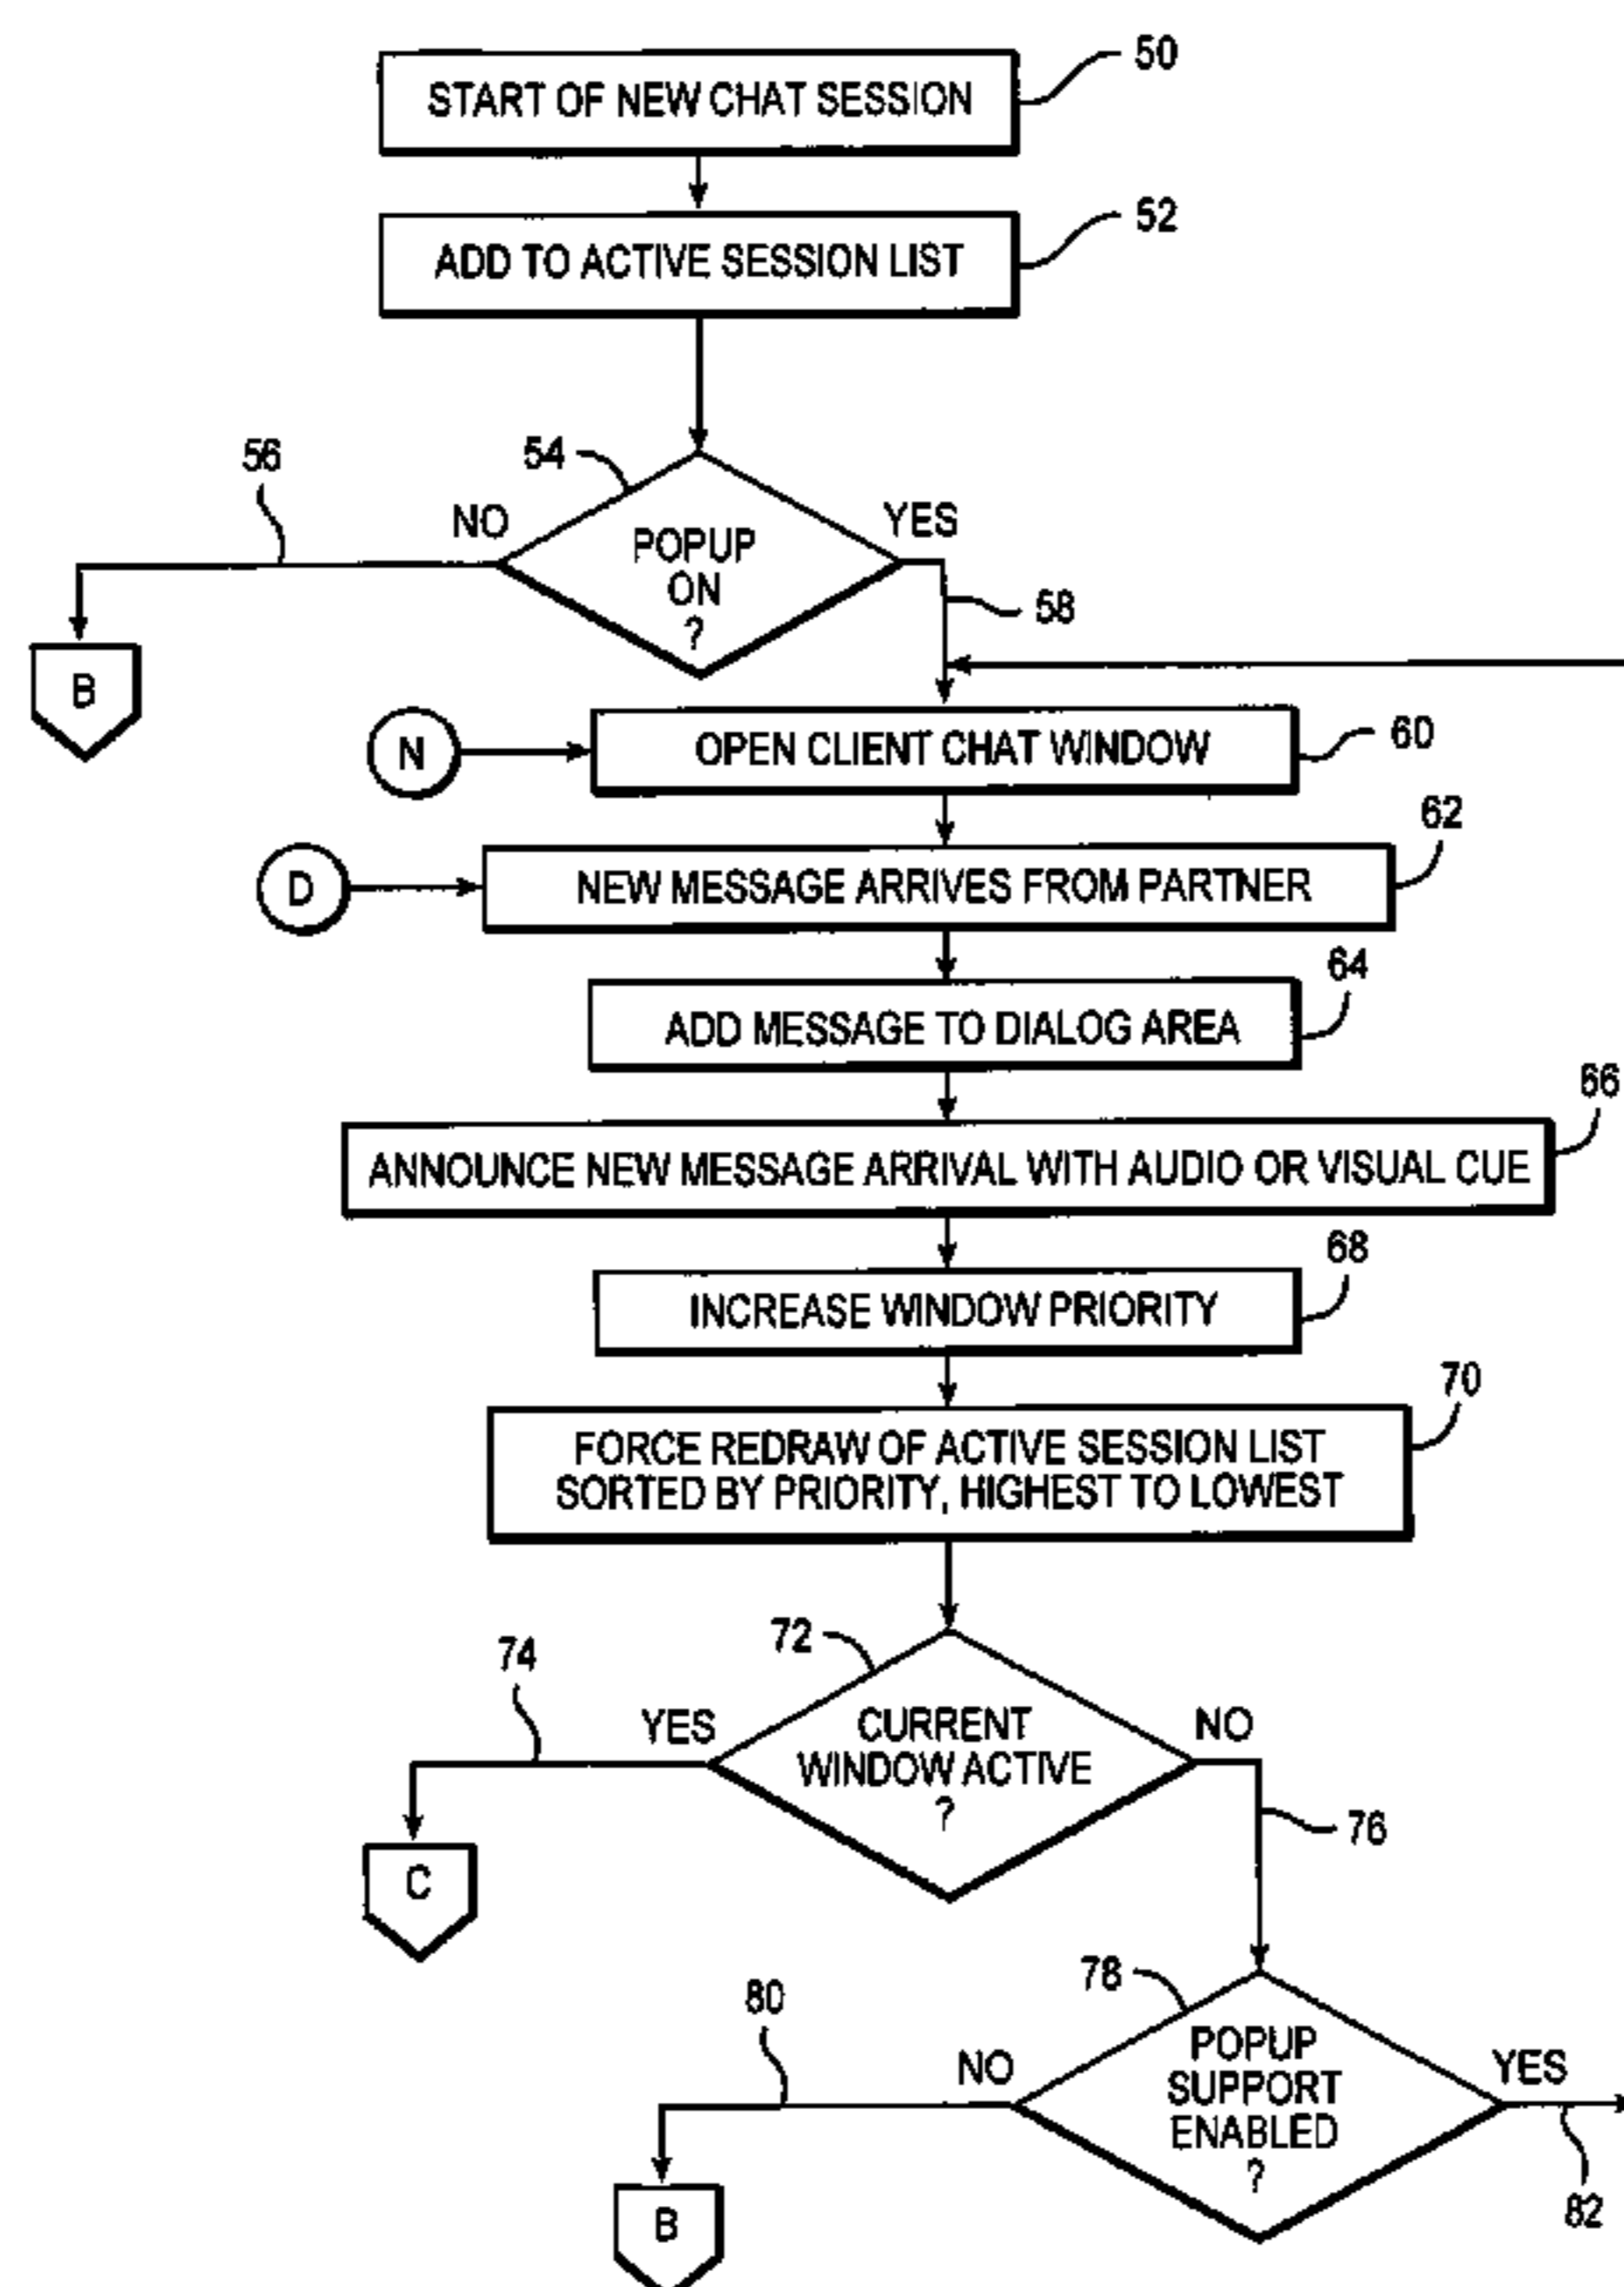 START OF NEW CHAT SESSION
50
ADD TO ACTIVE SESSION LIST
52
56
54
NO
YES
POPUP
ON
?
58
B
N
OPEN CLIENT CHAT WINDOW
60
D
NEW MESSAGE ARRIVES FROM PARTNER
62
ADD MESSAGE TO DIALOG AREA
64
ANNOUNCE NEW MESSAGE ARRIVAL WITH AUDIO OR VISUAL CUE
66
INCREASE WINDOW PRIORITY
68
FORCE REDRAW OF ACTIVE SESSION LIST
SORTED BY PRIORITY, HIGHEST TO LOWEST
70
74
72
YES
NO
CURRENT
WINDOW ACTIVE
?
76
C
80
78
NO
YES
POPUP
SUPPORT
ENABLED
?
82
B